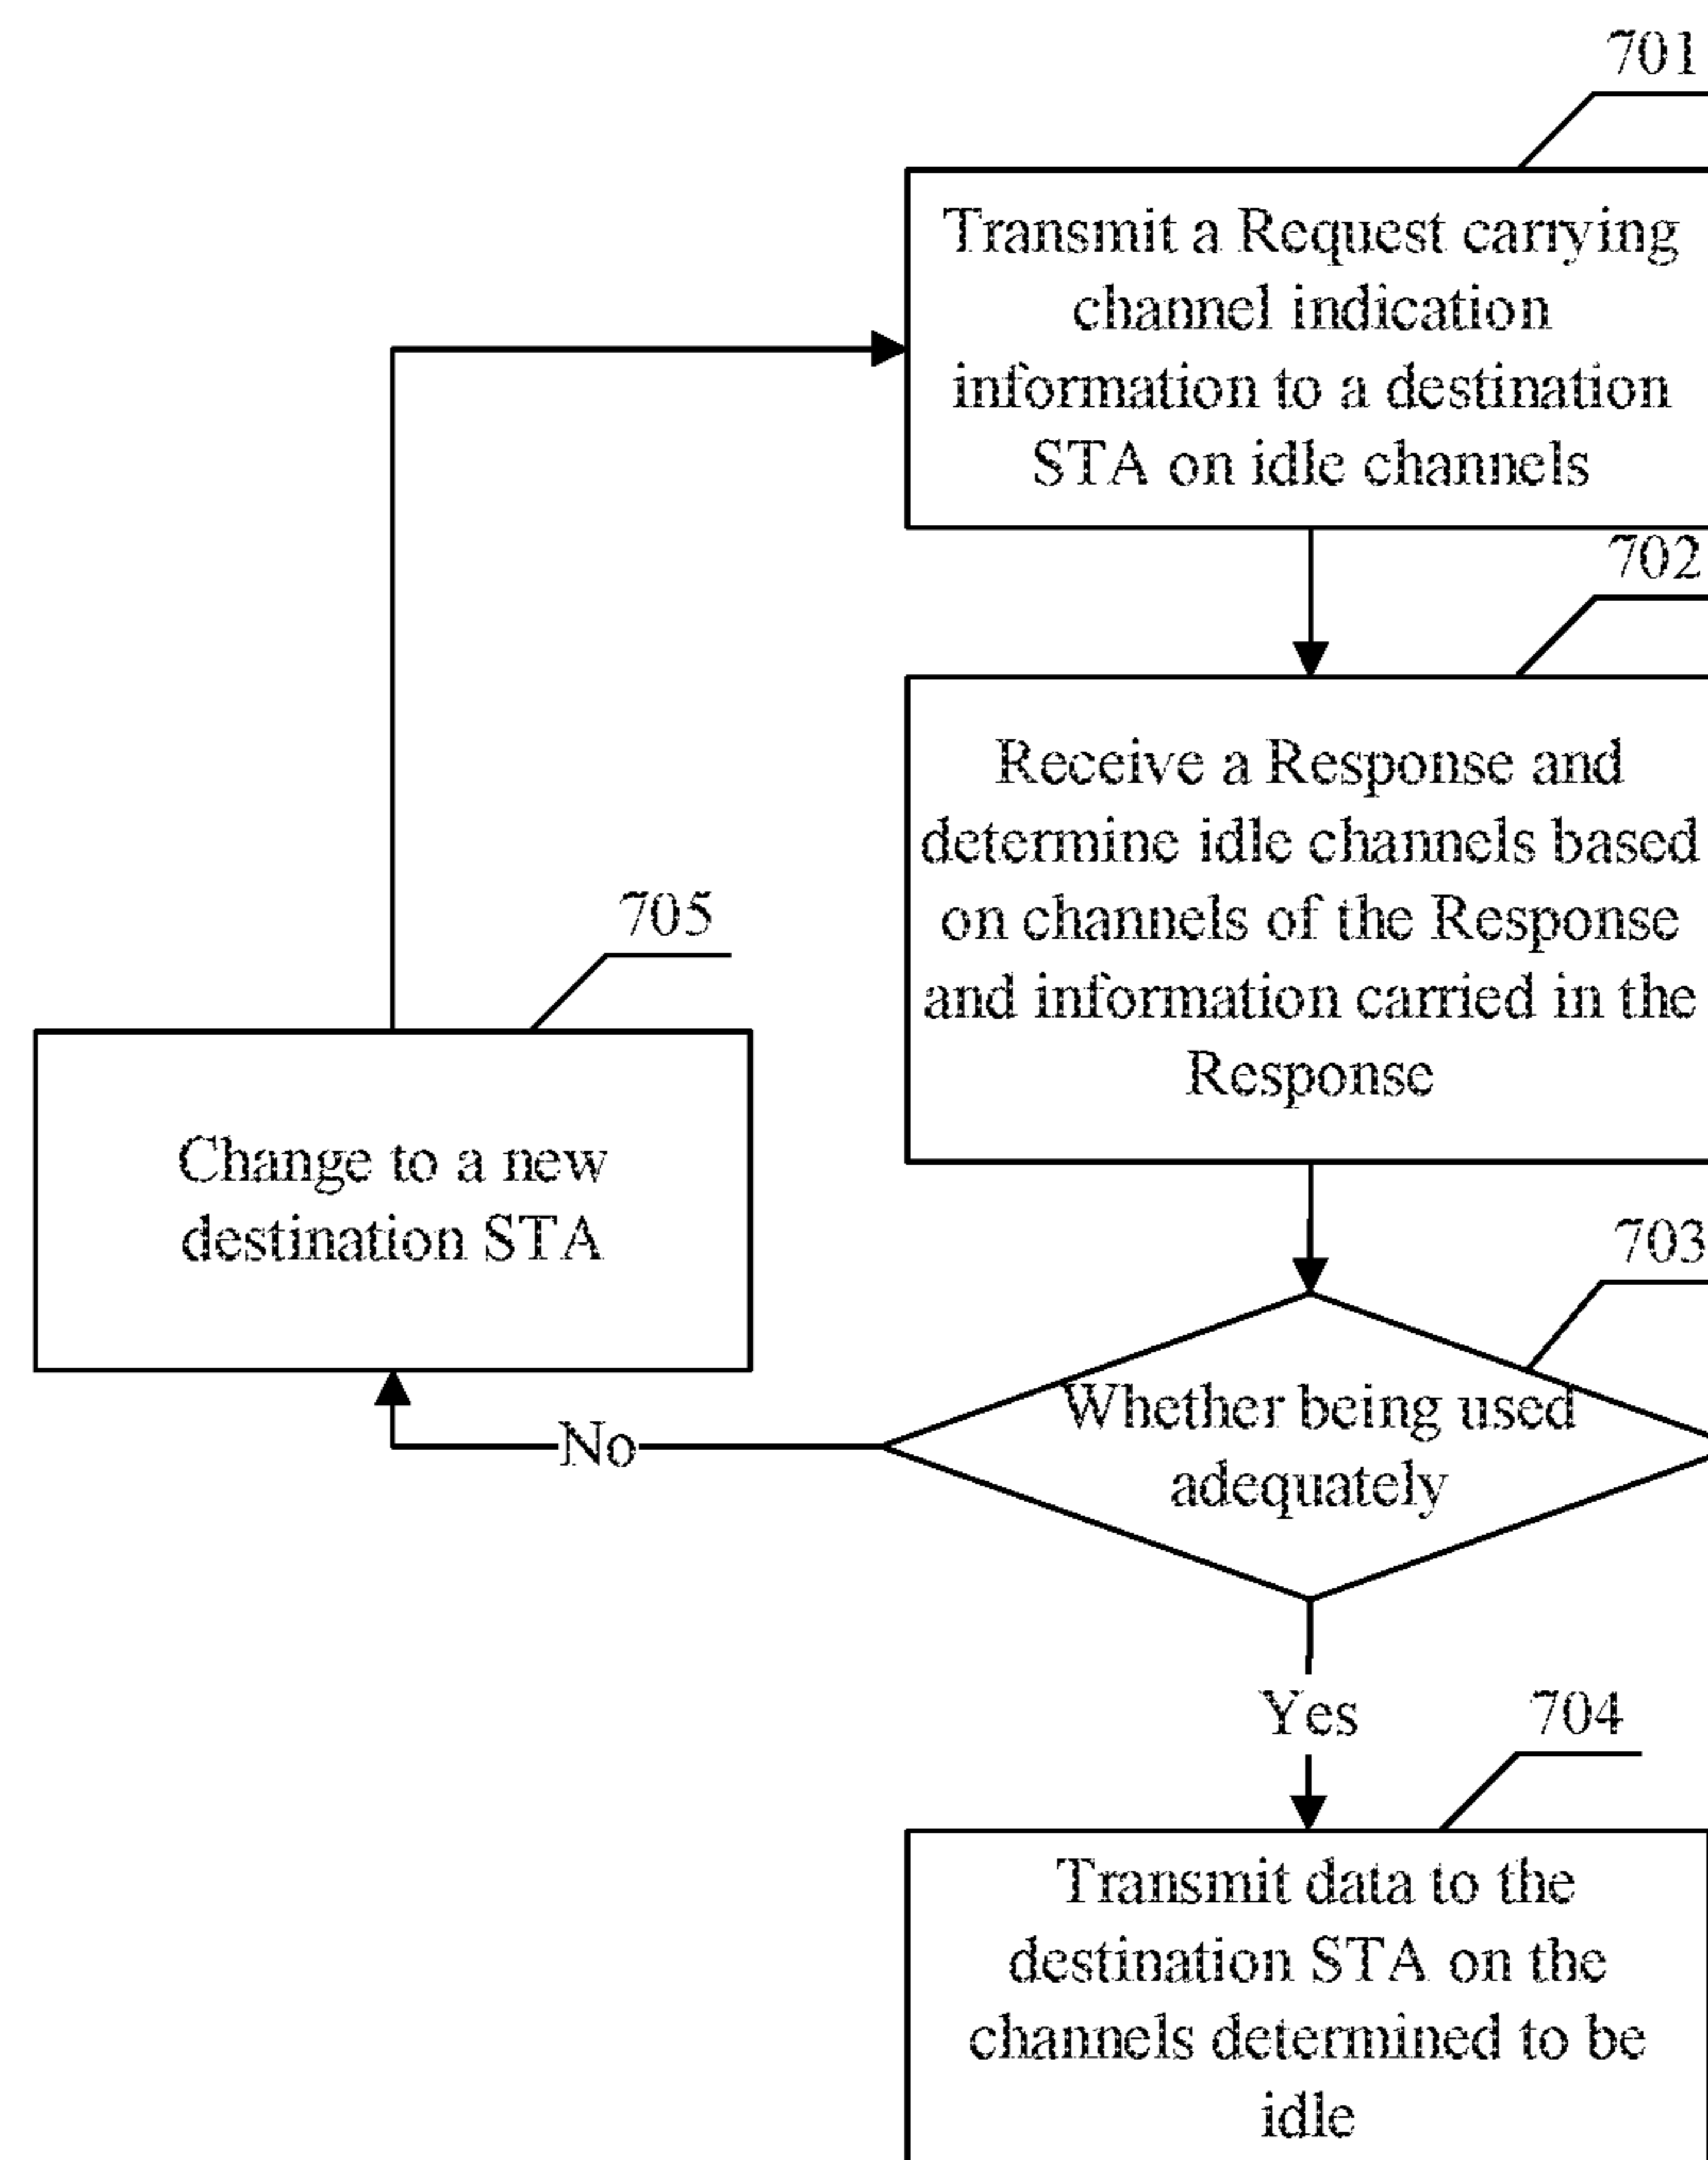 701
Transmit a Request carrying
channel indication
information to a destination
STA on idle channels
702
Receive a Response and
determine idle channels based
on channels of the Response
and information carried in the
Response
705
Change to a new
destination STA
703
Whether being used
adequately
No
Yes
704
Transmit data to the
destination STA on the
channels determined to be
idle